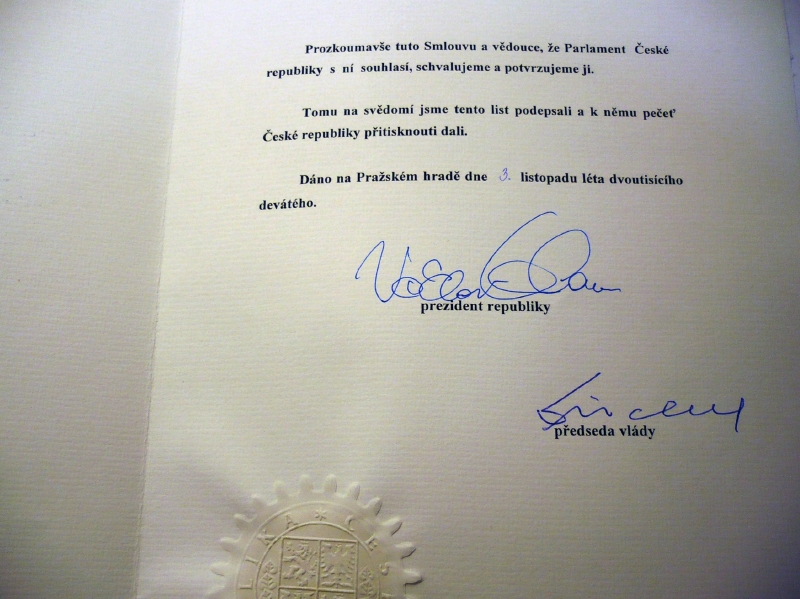 Prozkoumavše tuto Smlouvu a vědouce, že Parlament České
republiky s ní souhlasí, schvalujeme a potvrzujeme ji.
Tomu na svědomí jsme tento list podepsali a k němu pečeť
České republiky přitisknouti dali.
Dáno na Pražském hradě dne 3. listopadu léta dvoutisícího
devátého.
Václav Klaus
prezident republiky
předseda vlády